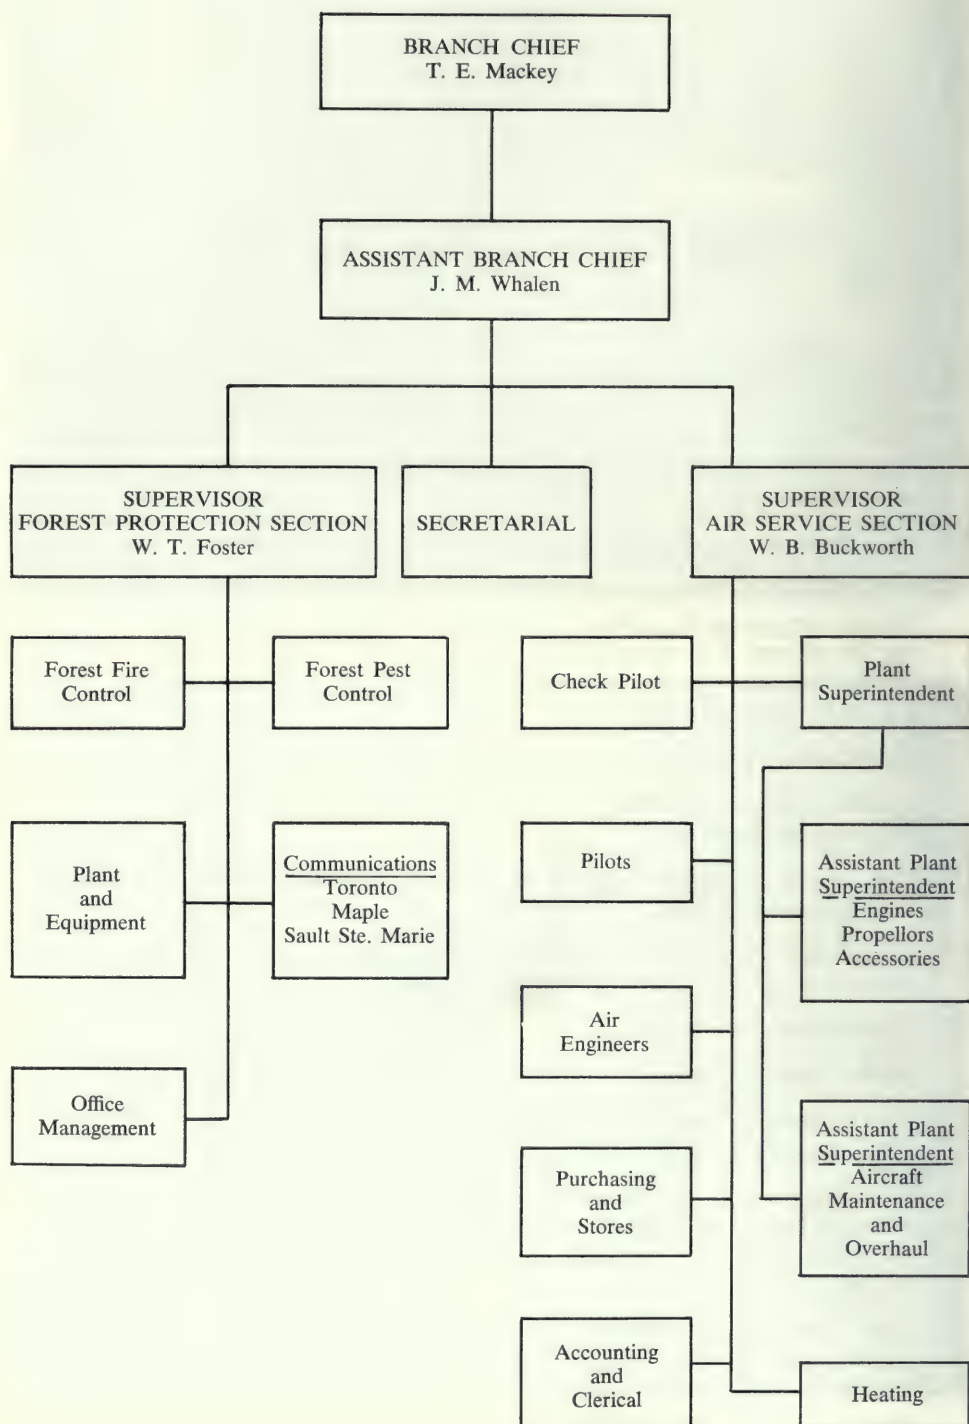 BRANCH CHIEF
T. E. Mackey
ASSISTANT BRANCH CHIEF
J. M. Whalen
SUPERVISOR
FOREST PROTECTION SECTION
W. T. Foster
SECRETARIAL
SUPERVISOR
AIR SERVICE SECTION
W. B. Buckworth
Forest Fire
Control
Forest Pest
Control
Check Pilot
Plant
Superintendent
Plant
and
Equipment
Communications
Toronto
Maple
Sault Ste. Marie
Pilots
Assistant Plant
Superintendent
Engines
Propellors
Accessories
Air
Engineers
Office
Management
Assistant Plant
Superintendent
Aircraft
Maintenance
and
Overhaul
Purchasing
and
Stores
Accounting
and
Clerical
Heating